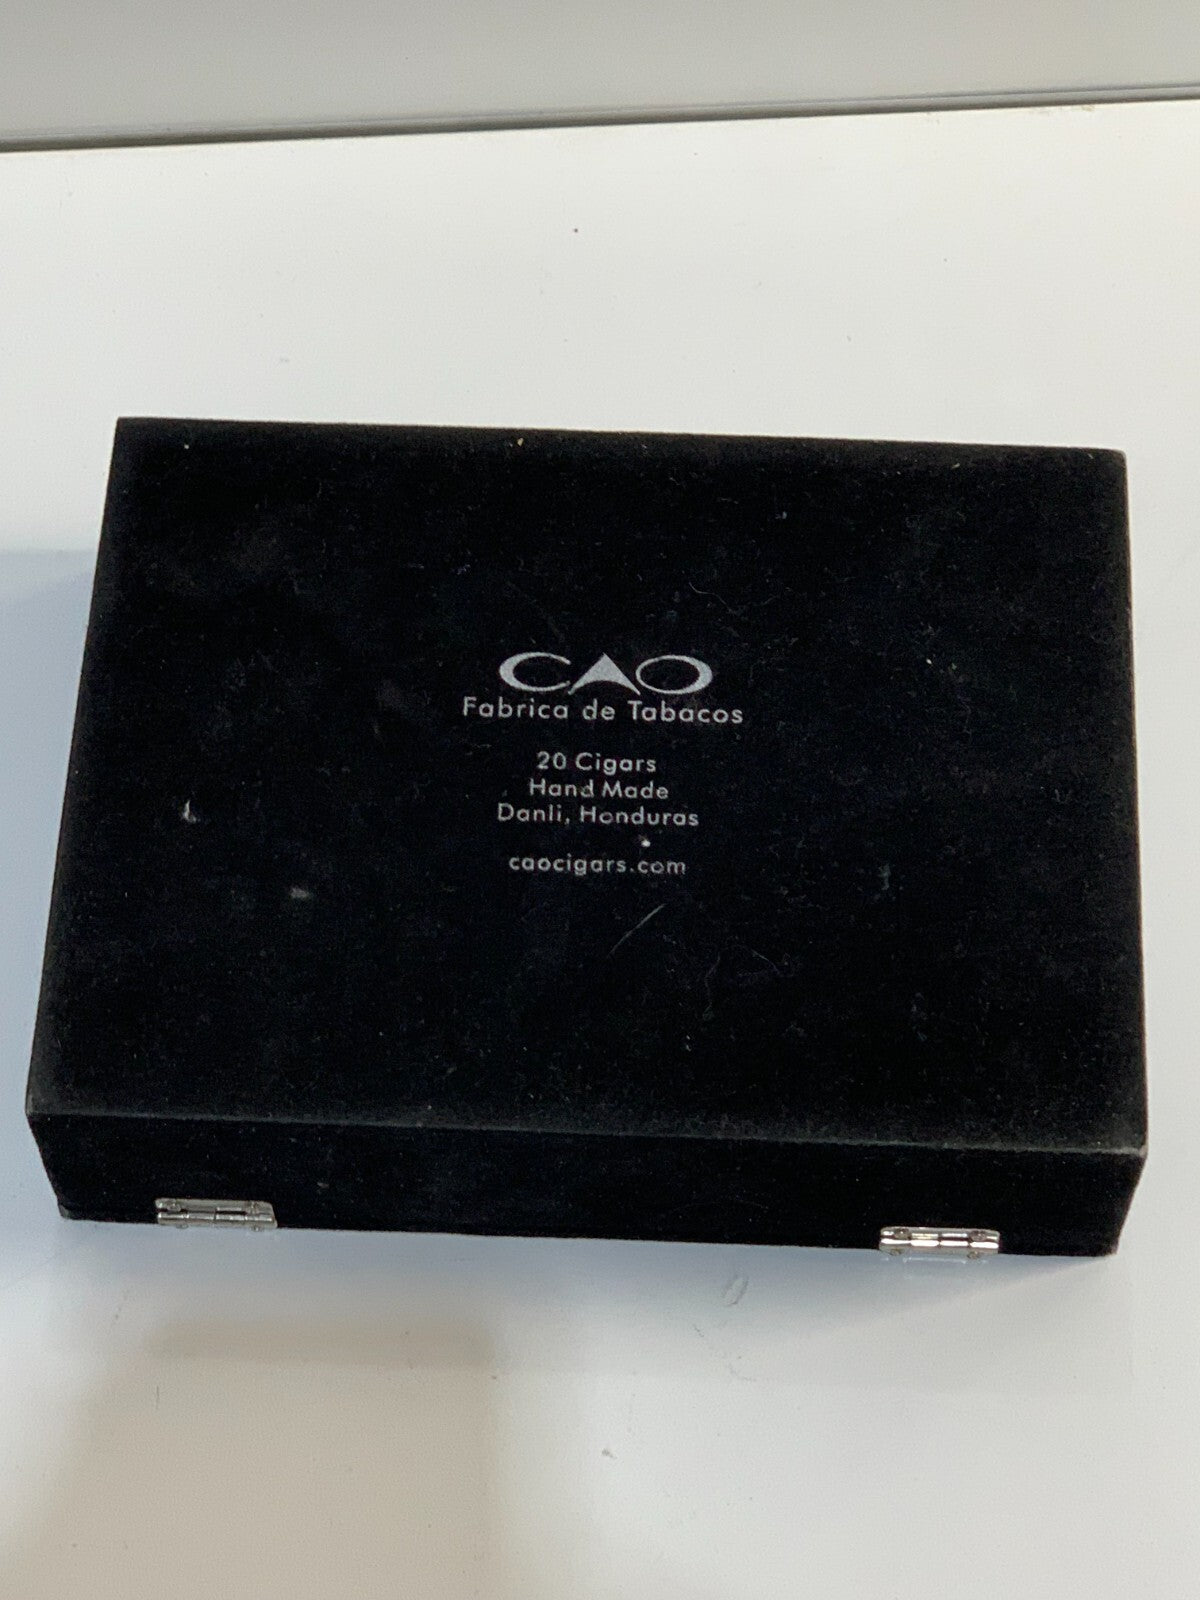 CAO
Fabrica de Tabacos
20 Cigars
Hand Made
Danli, Honduras
caocigars.com